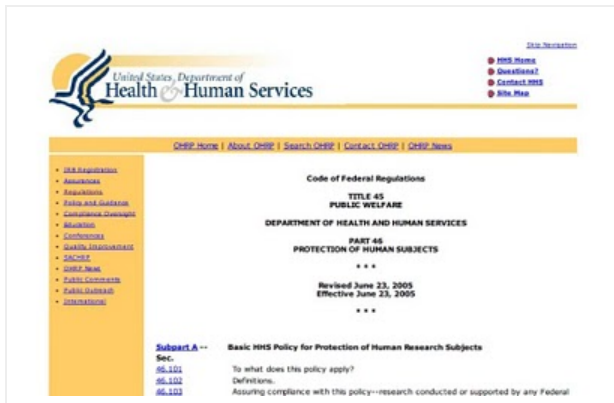 Skip Navigation
United States Department of
Health & Human Services
HHS Home
Questions?
Contact HHS
Site Map
OHRP Home | About OHRP | Search OHRP | Contact OHRP | OHRP News
IRB Registration
Assurances
Regulations
Policy and Guidance
Compliance Oversight
Education
Conferences
Quality Improvement
SACHRP
OHRP News
Public Comments
Public Outreach
International
Code of Federal Regulations
TITLE 45
PUBLIC WELFARE
DEPARTMENT OF HEALTH AND HUMAN SERVICES
PART 46
PROTECTION OF HUMAN SUBJECTS
* * *
Revised June 23, 2005
Effective June 23, 2005
* * *
Subpart A -- Basic HHS Policy for Protection of Human Research Subjects
Sec.
46.101 To what does this policy apply?
46.102 Definitions.
46.103 Assuring compliance with this policy--research conducted or supported by any Federal